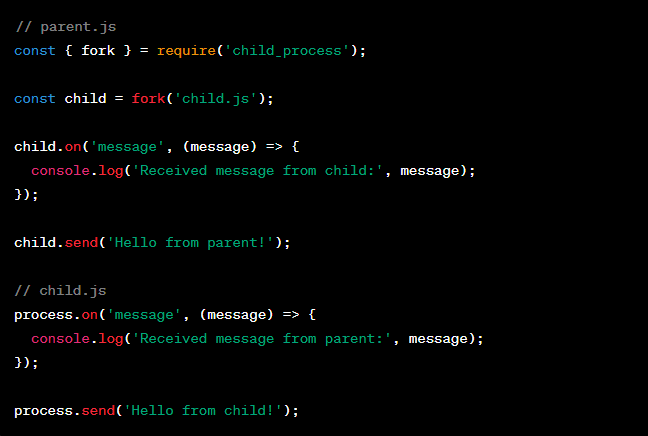 // parent.js
const { fork } = require('child_process');
const child = fork('child.js');
child.on('message', (message) => {
  console.log('Received message from child:', message);
});
child.send('Hello from parent!');
// child.js
process.on('message', (message) => {
  console.log('Received message from parent:', message);
});
process.send('Hello from child!');